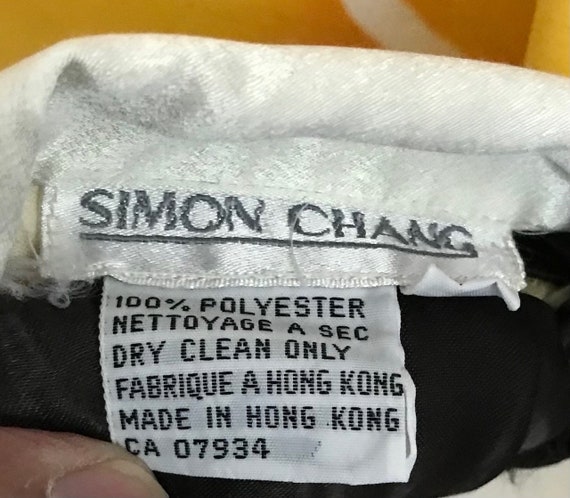 SIMON CHANG
100% POLYESTER
NETTOYAGE A SEC
DRY CLEAN ONLY
FABRIQUE A HONG KONG
MADE IN HONG KONG
CA 07934